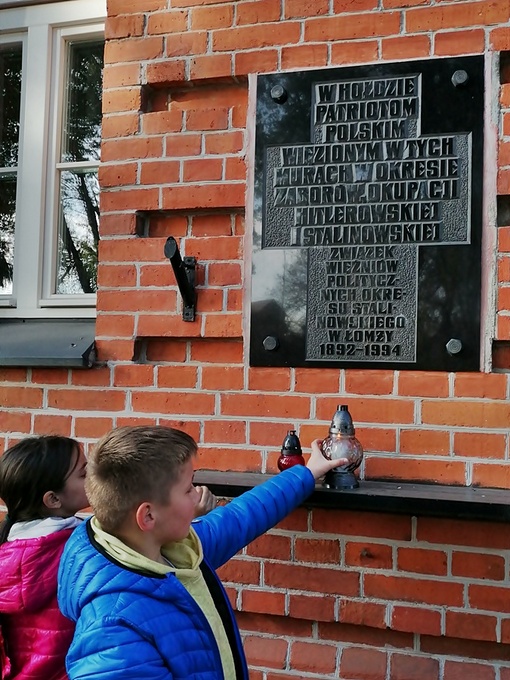 W HOŁDZIE
PATRIOTOM
POLSKIM
WIĘZIONYM W TYCH
MURACH W OKRESIE
ZABORÓW, OKUPACJI
HITLEROWSKIEJ
I STALINOWSKIEJ
ZWIĄZEK
WIĘŹNIÓW
POLITYCZ-
NYCH OKRE-
SU STALI-
NOWSKIEGO
W ŁOMŻY
1892-1994